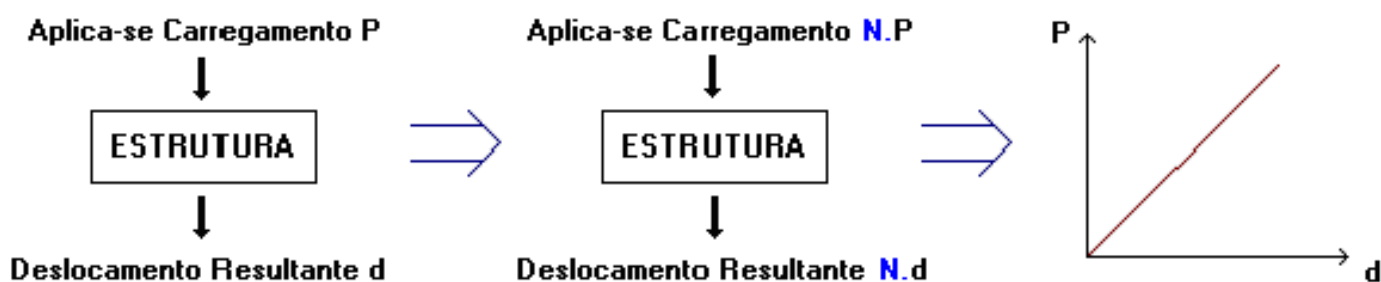 Aplica-se Carregamento P
ESTRUTURA
Deslocamento Resultante d
Aplica-se Carregamento N.P
ESTRUTURA
Deslocamento Resultante N.d
P
d